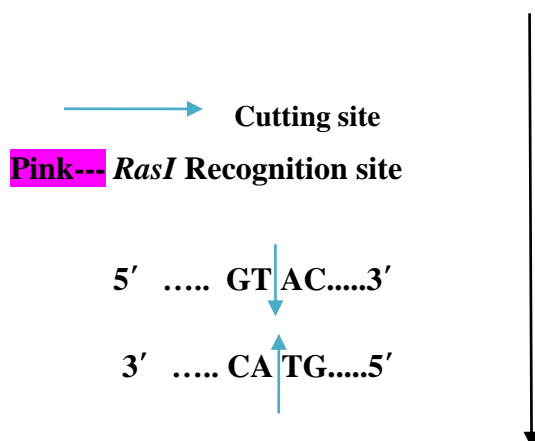 Cutting site
Pink--- RasI Recognition site
5′ ….. GT AC.....3′
3′ ….. CA TG.....5′